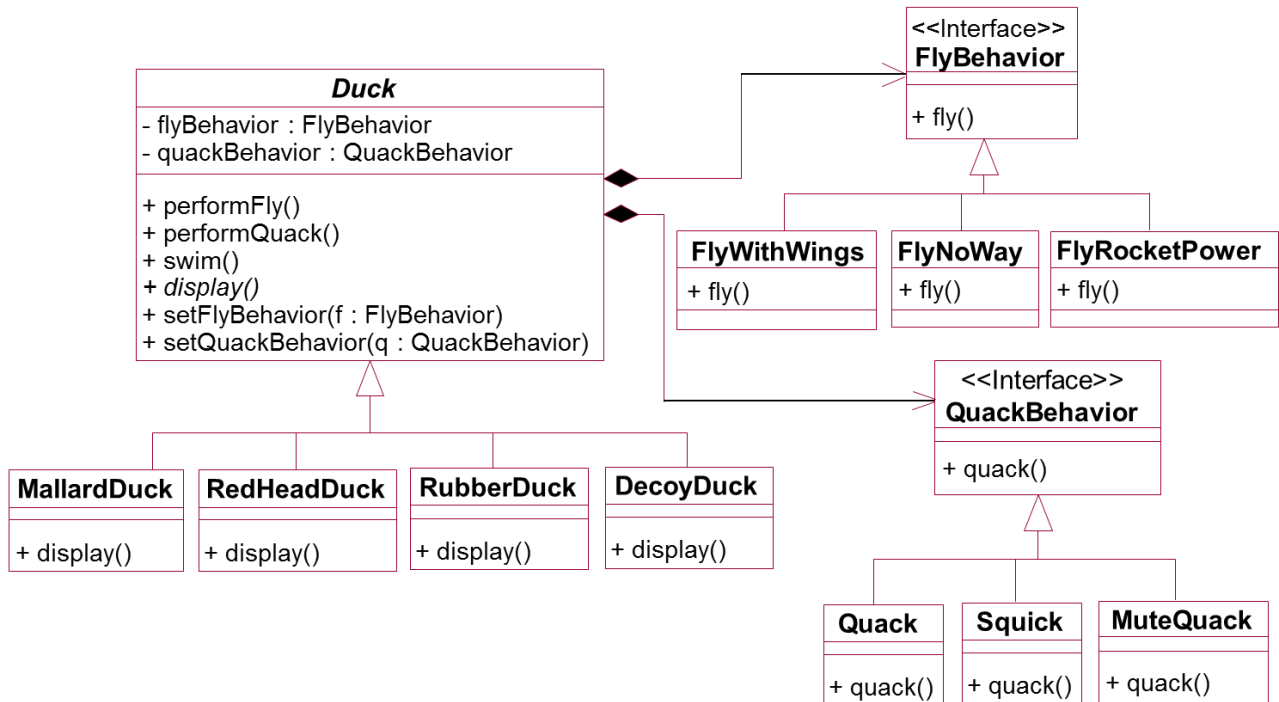 Duck
- flyBehavior : FlyBehavior
- quackBehavior : QuackBehavior
+ performFly()
+ performQuack()
+ swim()
+ display()
+ setFlyBehavior(f : FlyBehavior)
+ setQuackBehavior(q : QuackBehavior)
<<Interface>>
FlyBehavior
+ fly()
FlyWithWings
+ fly()
FlyNoWay
+ fly()
FlyRocketPower
+ fly()
MallardDuck
+ display()
RedHeadDuck
+ display()
RubberDuck
+ display()
DecoyDuck
+ display()
<<Interface>>
QuackBehavior
+ quack()
Quack
+ quack()
Squick
+ quack()
MuteQuack
+ quack()